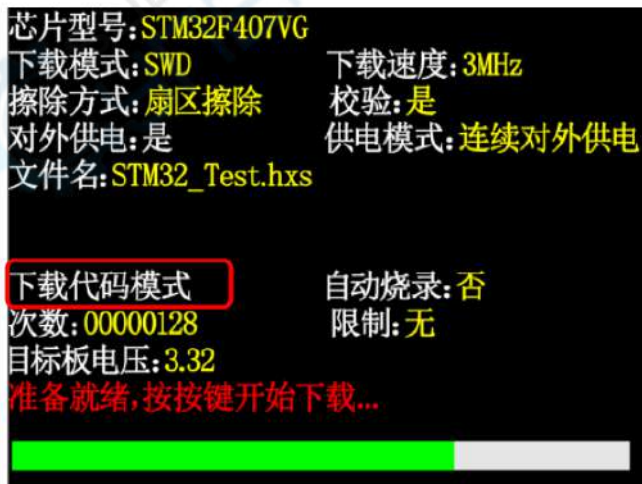 芯片型号:STM32F407VG
下载模式:SWD 下载速度:3MHz
擦除方式:扇区擦除 校验:是
对外供电:是 供电模式:连续对外供电
文件名:STM32_Test.hxs
下载代码模式 自动烧录:否
次数:00000128 限制:无
目标板电压:3.32
准备就绪,按按键开始下载...